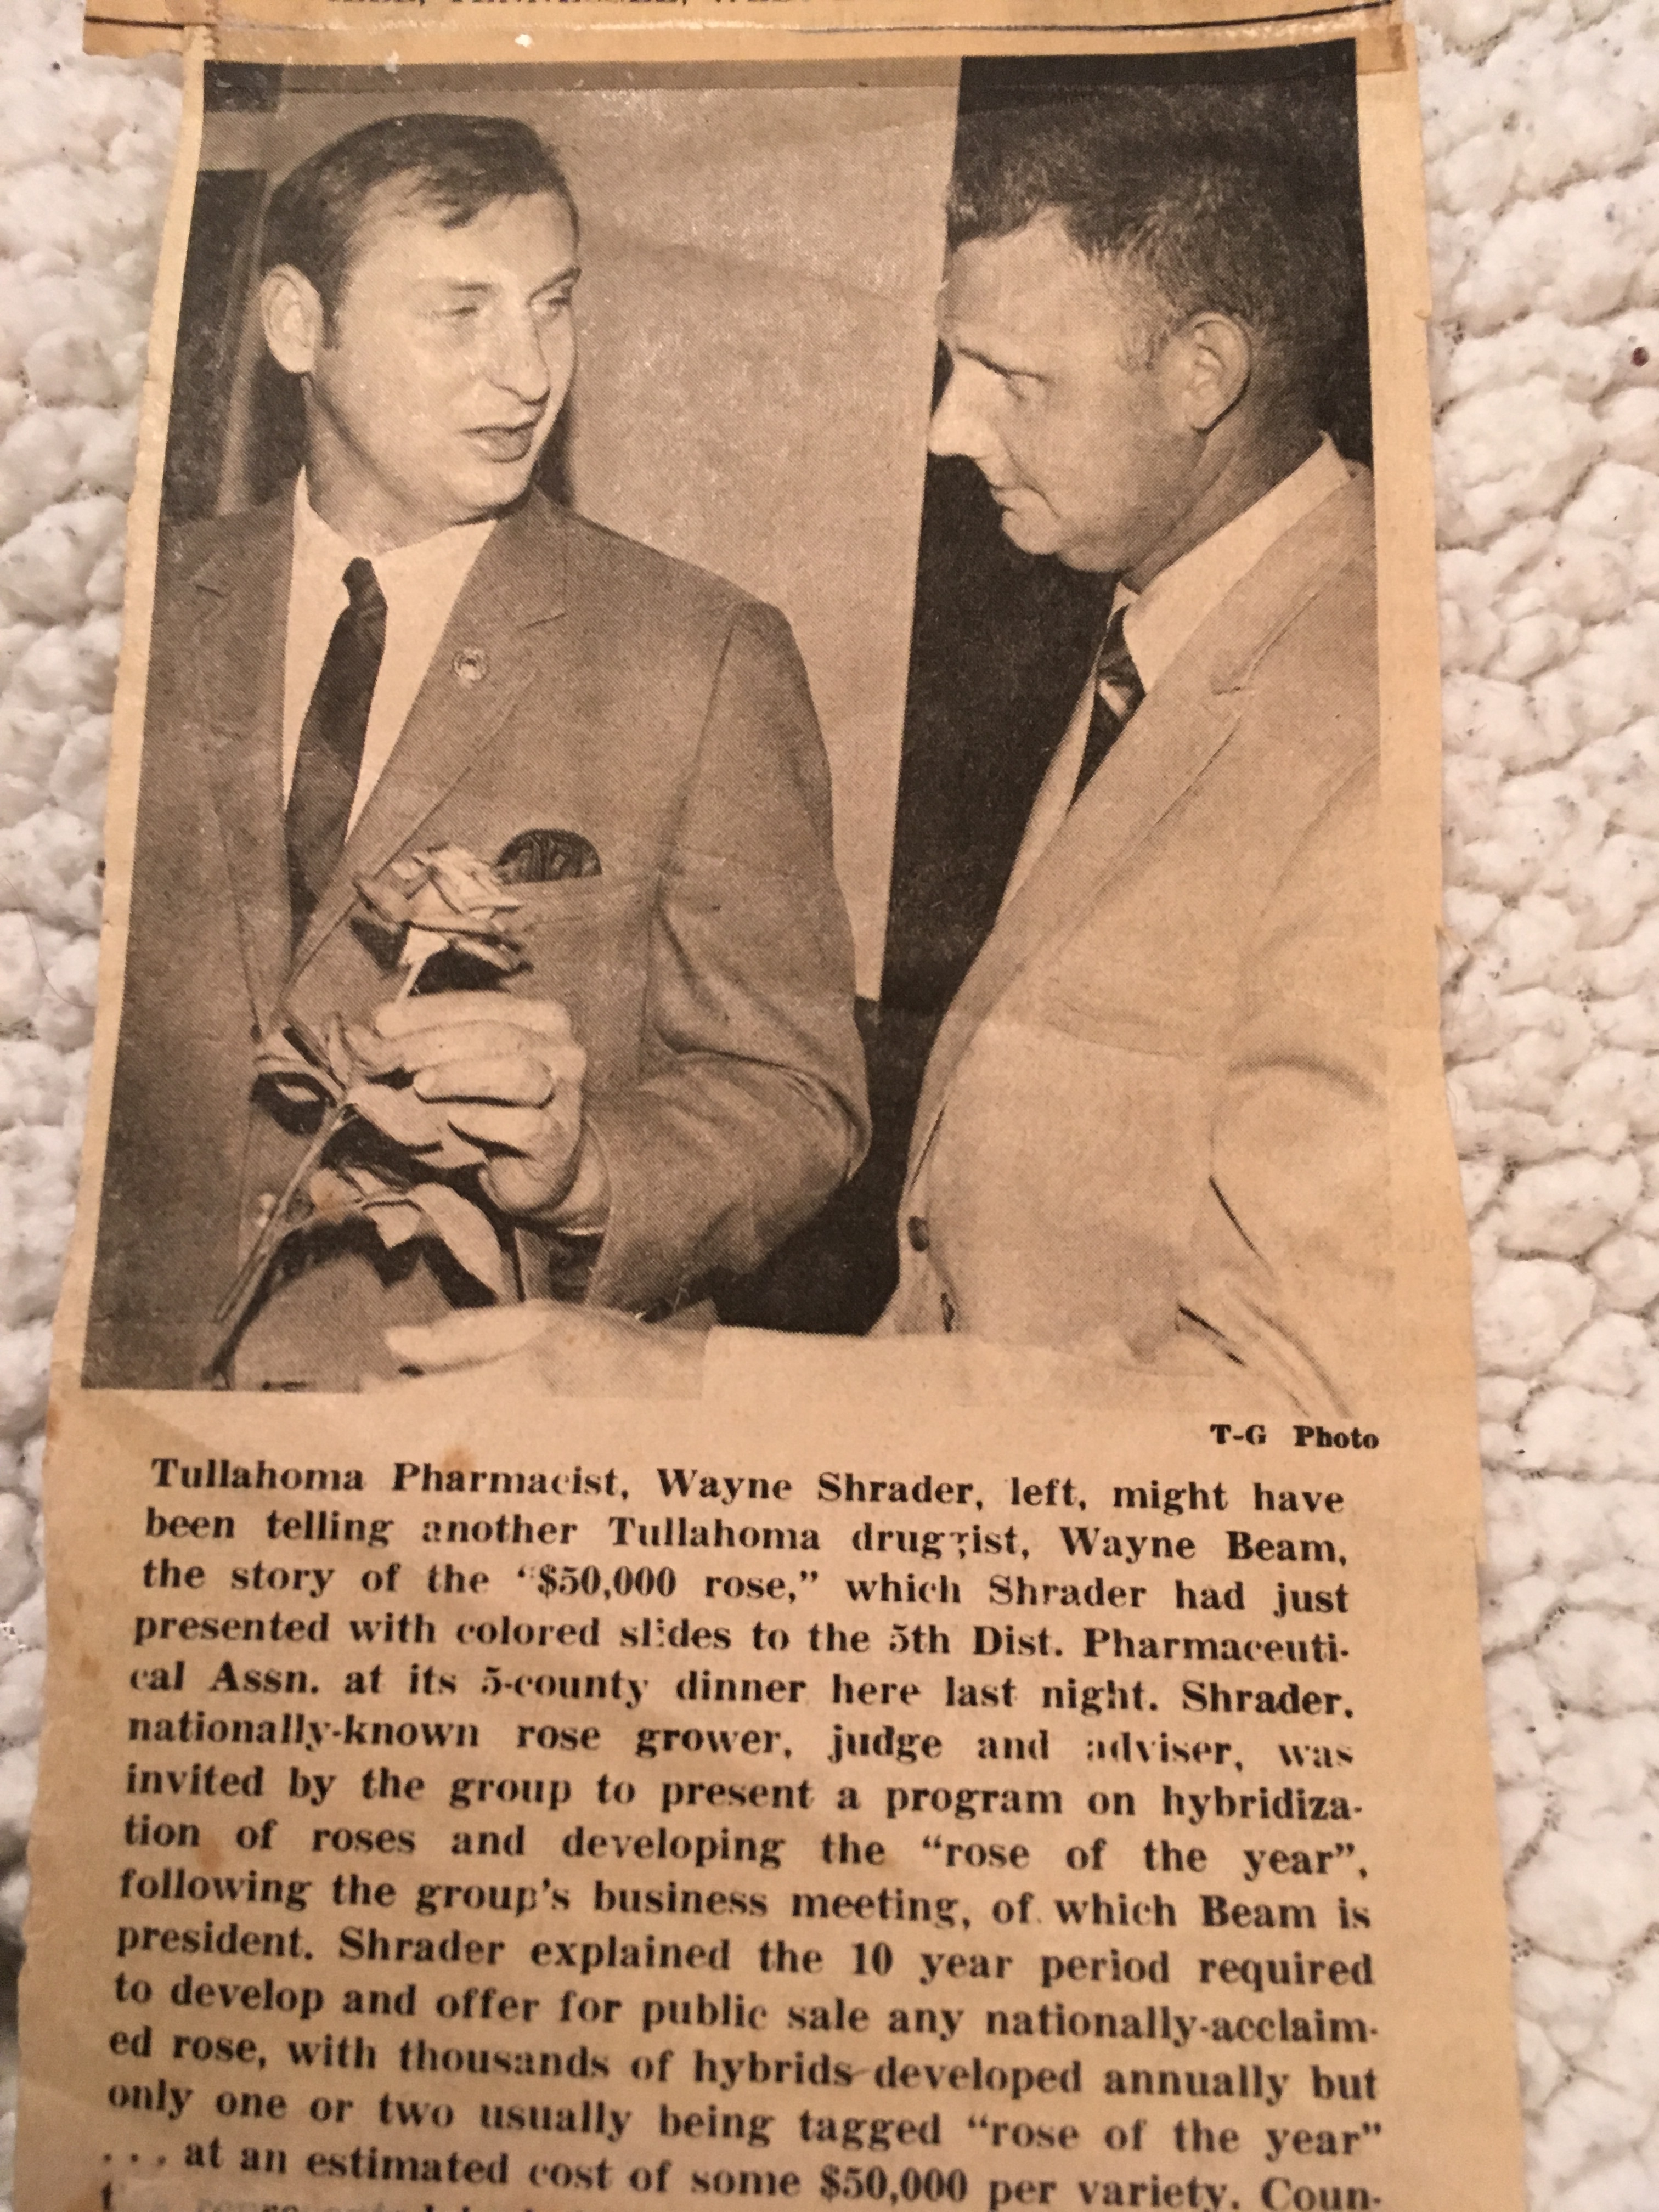 T-G Photo
Tullahoma Pharmacist, Wayne Shrader, left, might have
been telling another Tullahoma druggist, Wayne Beam,
the story of the "$50,000 rose," which Shrader had just
presented with colored slides to the 5th Dist. Pharmaceuti-
cal Assn. at its 5-county dinner here last night. Shrader,
nationally-known rose grower, judge and adviser, was
invited by the group to present a program on hybridiza-
tion of roses and developing the "rose of the year",
following the group's business meeting, of which Beam is
president. Shrader explained the 10 year period required
to develop and offer for public sale any nationally-acclaim-
ed rose, with thousands of hybrids developed annually but
only one or two usually being tagged "rose of the year"
... at an estimated cost of some $50,000 per variety. Coun-